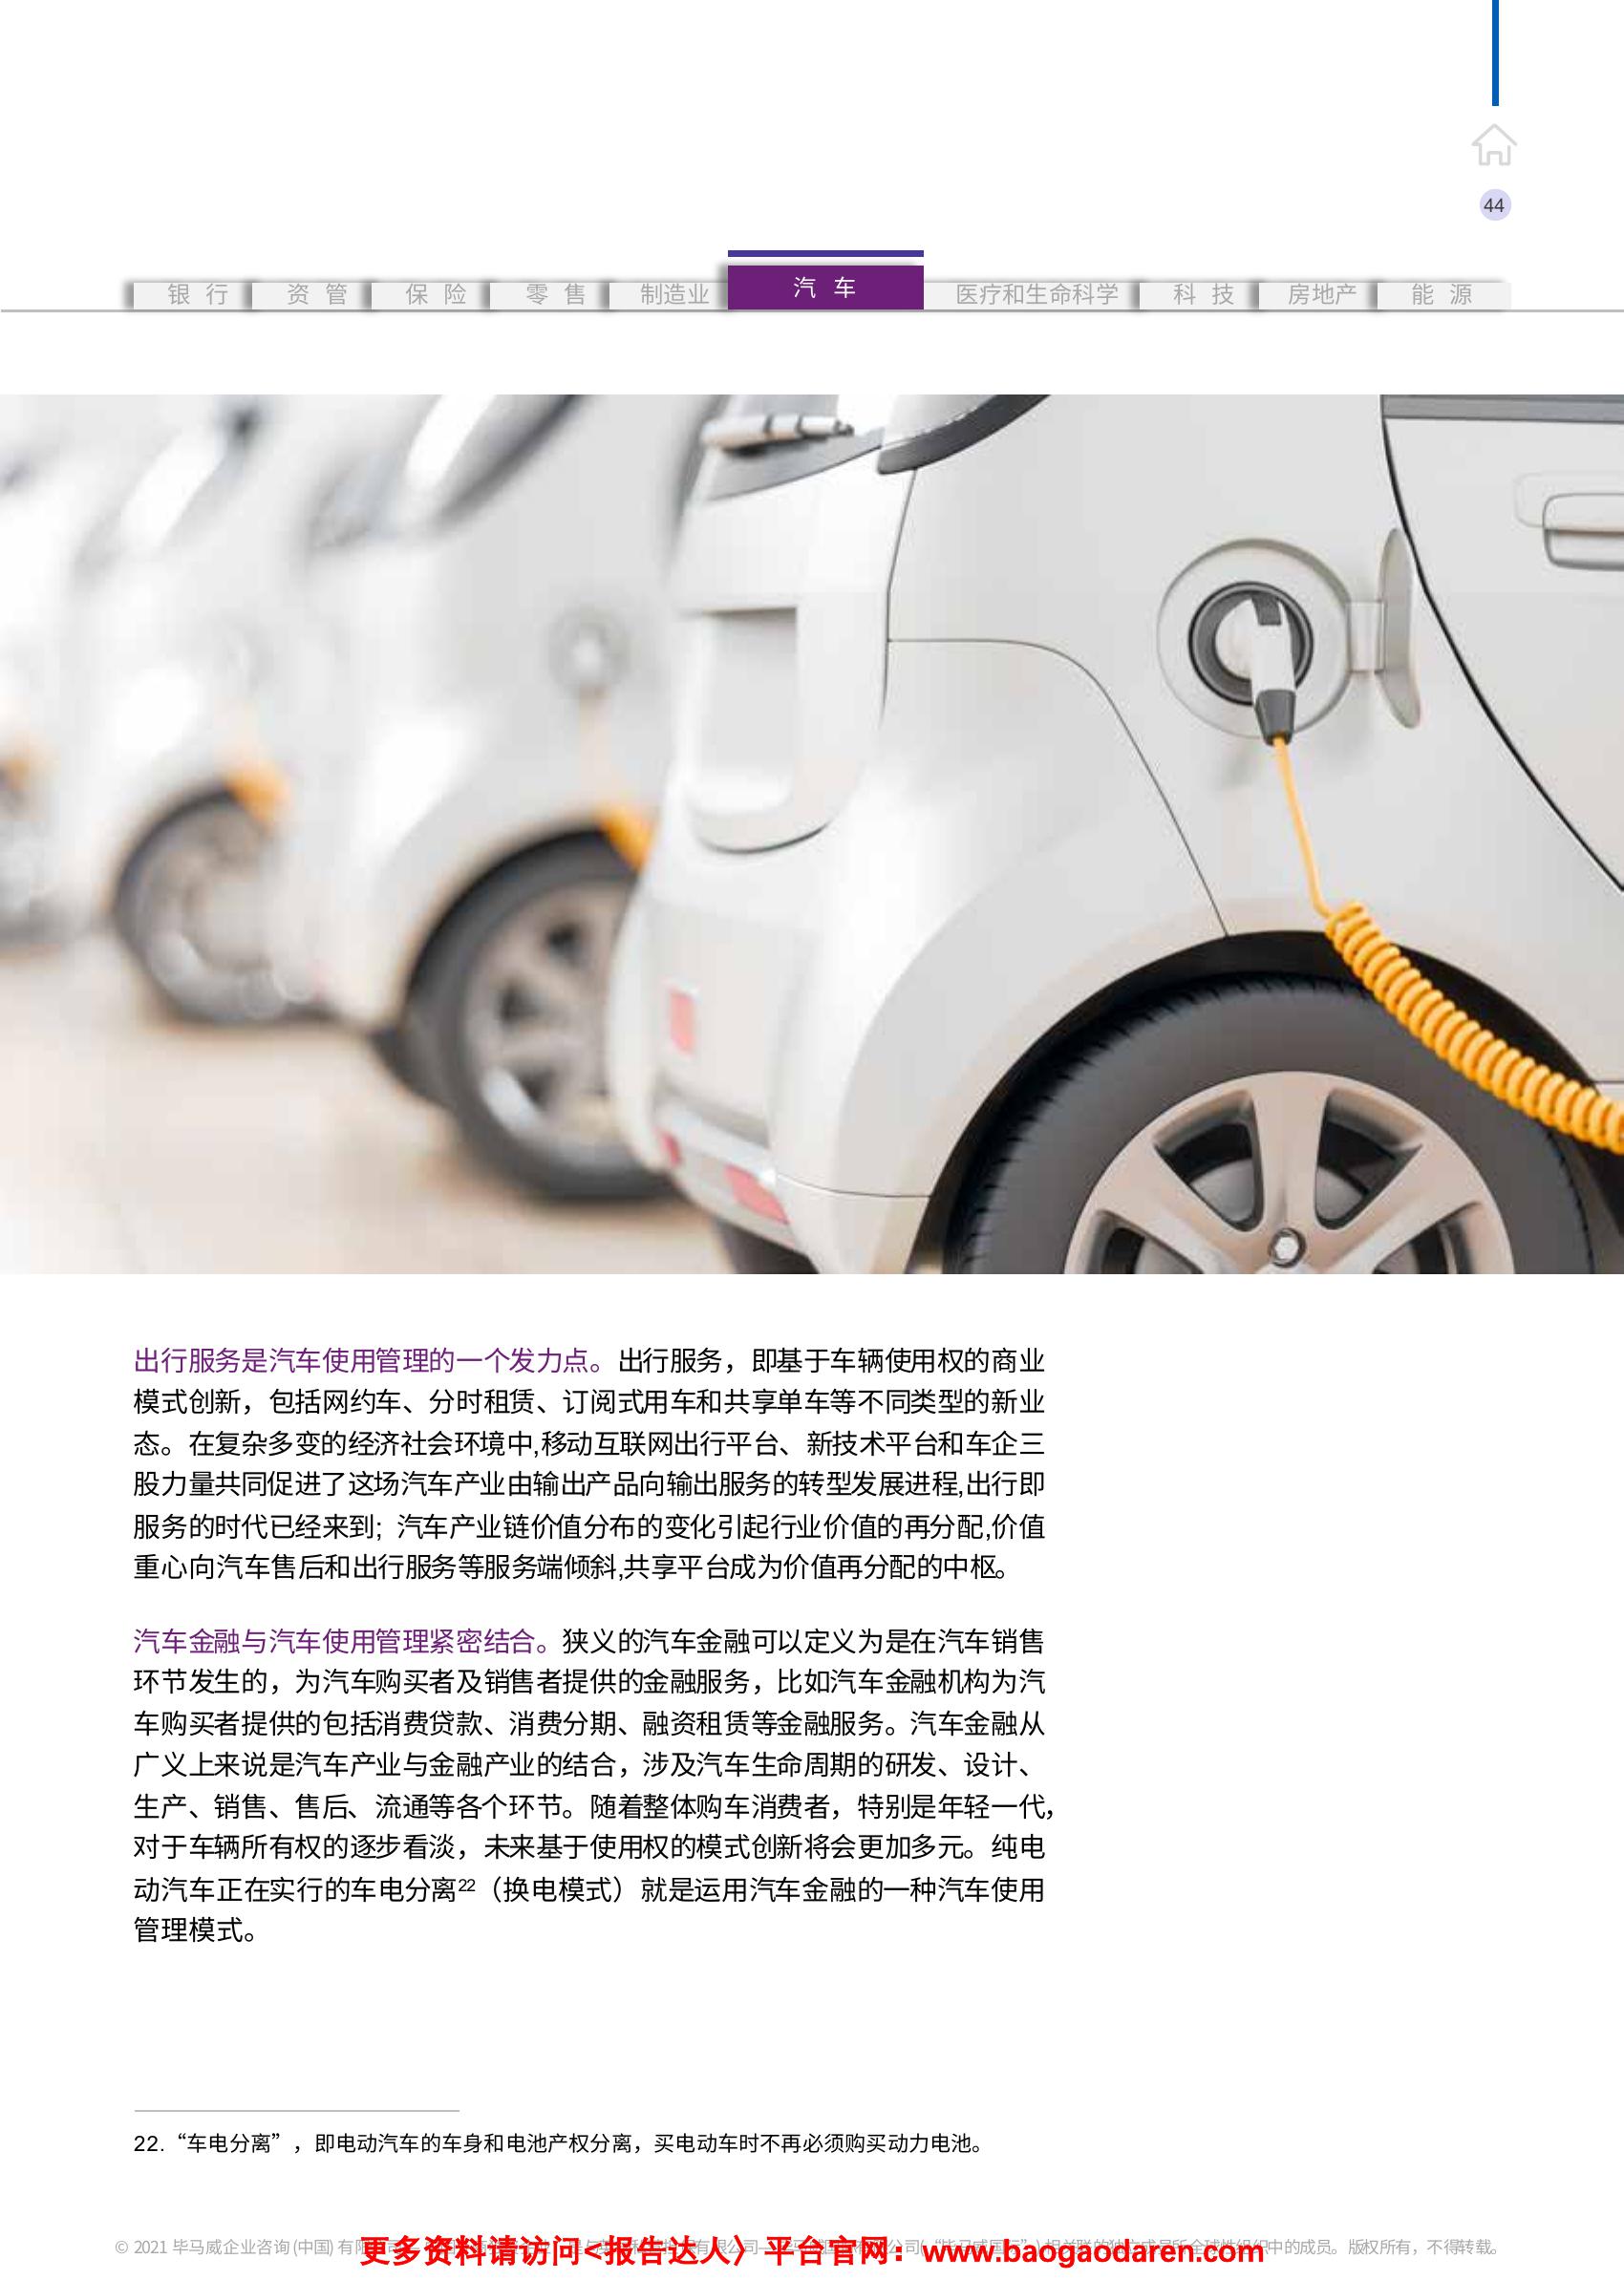 44
银 行 资 管 保 险 零 售 制造业 汽 车 医疗和生命科学 科 技 房地产 能 源
出行服务是汽车使用管理的一个发力点。出行服务，即基于车辆使用权的商业
模式创新，包括网约车、分时租赁、订阅式用车和共享单车等不同类型的新业
态。在复杂多变的经济社会环境中,移动互联网出行平台、新技术平台和车企三
股力量共同促进了这场汽车产业由输出产品向输出服务的转型发展进程,出行即
服务的时代已经来到; 汽车产业链价值分布的变化引起行业价值的再分配,价值
重心向汽车售后和出行服务等服务端倾斜,共享平台成为价值再分配的中枢。
汽车金融与汽车使用管理紧密结合。狭义的汽车金融可以定义为是在汽车销售
环节发生的，为汽车购买者及销售者提供的金融服务，比如汽车金融机构为汽
车购买者提供的包括消费贷款、消费分期、融资租赁等金融服务。汽车金融从
广义上来说是汽车产业与金融产业的结合，涉及汽车生命周期的研发、设计、
生产、销售、售后、流通等各个环节。随着整体购车消费者，特别是年轻一代，
对于车辆所有权的逐步看淡，未来基于使用权的模式创新将会更加多元。纯电
动汽车正在实行的车电分离22（换电模式）就是运用汽车金融的一种汽车使用
管理模式。
22.“车电分离”，即电动汽车的车身和电池产权分离，买电动车时不再必须购买动力电池。
© 2021 毕马威企业咨询(中国) 有限 中的成员。版权所有，不得转载。
更多资料请访问<报告达人〉平台官网：www.baogaodaren.com